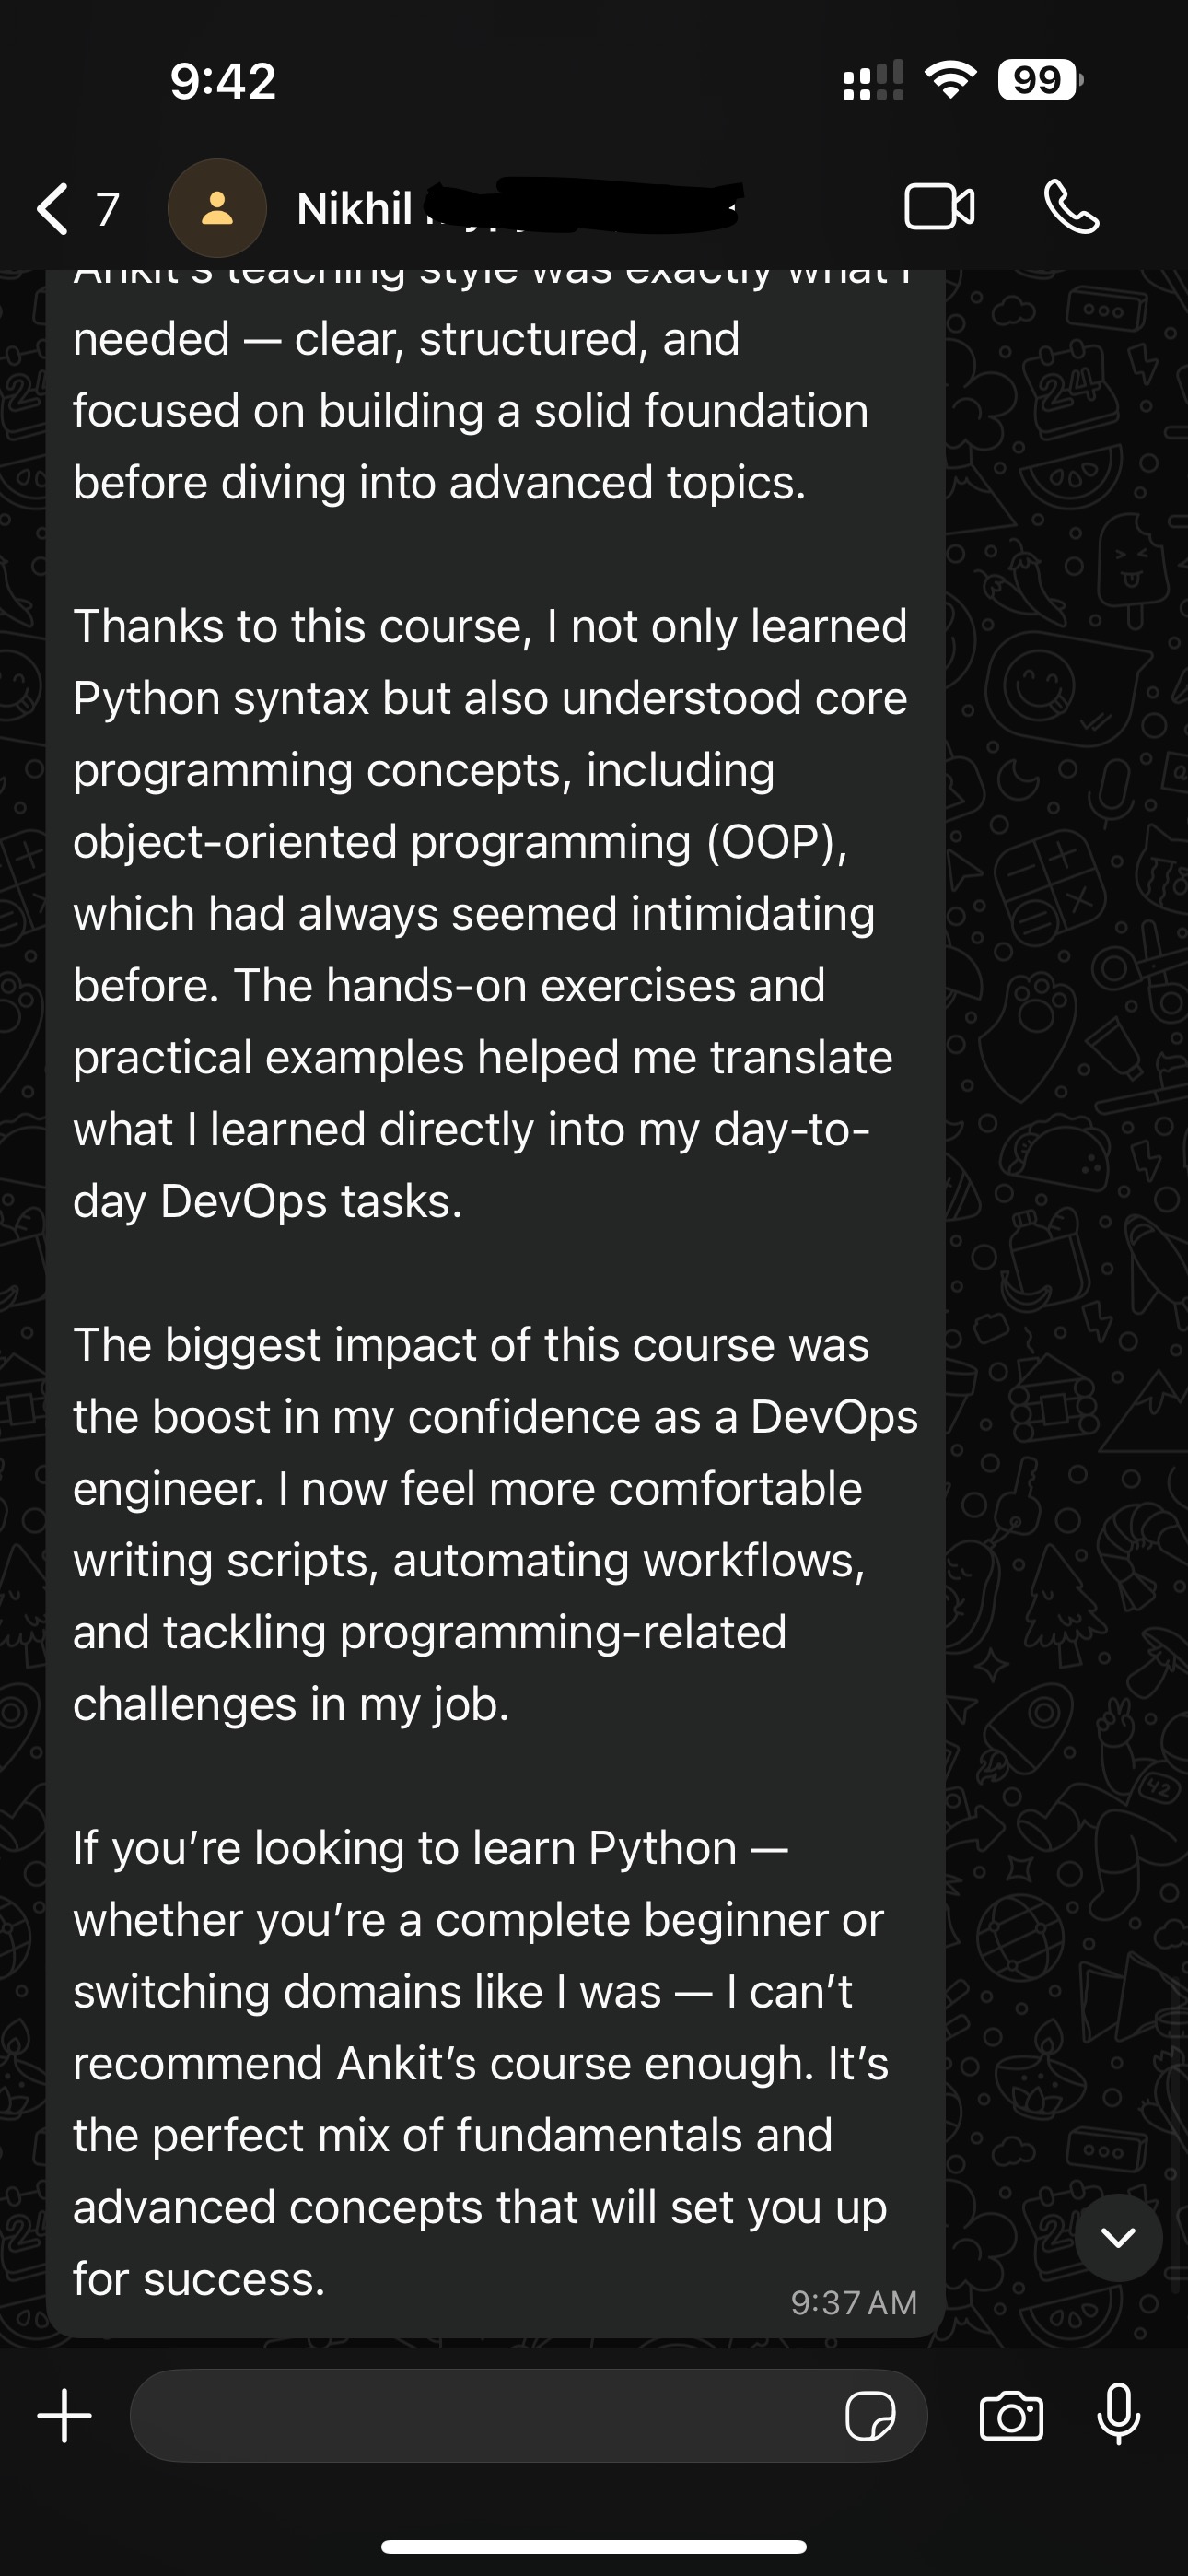 9:42
99
7
Nikhil
Ankit's teaching style was exactly what I
needed — clear, structured, and
focused on building a solid foundation
before diving into advanced topics.
Thanks to this course, I not only learned
Python syntax but also understood core
programming concepts, including
object-oriented programming (OOP),
which had always seemed intimidating
before. The hands-on exercises and
practical examples helped me translate
what I learned directly into my day-to-
day DevOps tasks.
The biggest impact of this course was
the boost in my confidence as a DevOps
engineer. I now feel more comfortable
writing scripts, automating workflows,
and tackling programming-related
challenges in my job.
If you’re looking to learn Python —
whether you’re a complete beginner or
switching domains like I was — I can’t
recommend Ankit’s course enough. It’s
the perfect mix of fundamentals and
advanced concepts that will set you up
for success.
9:37 AM